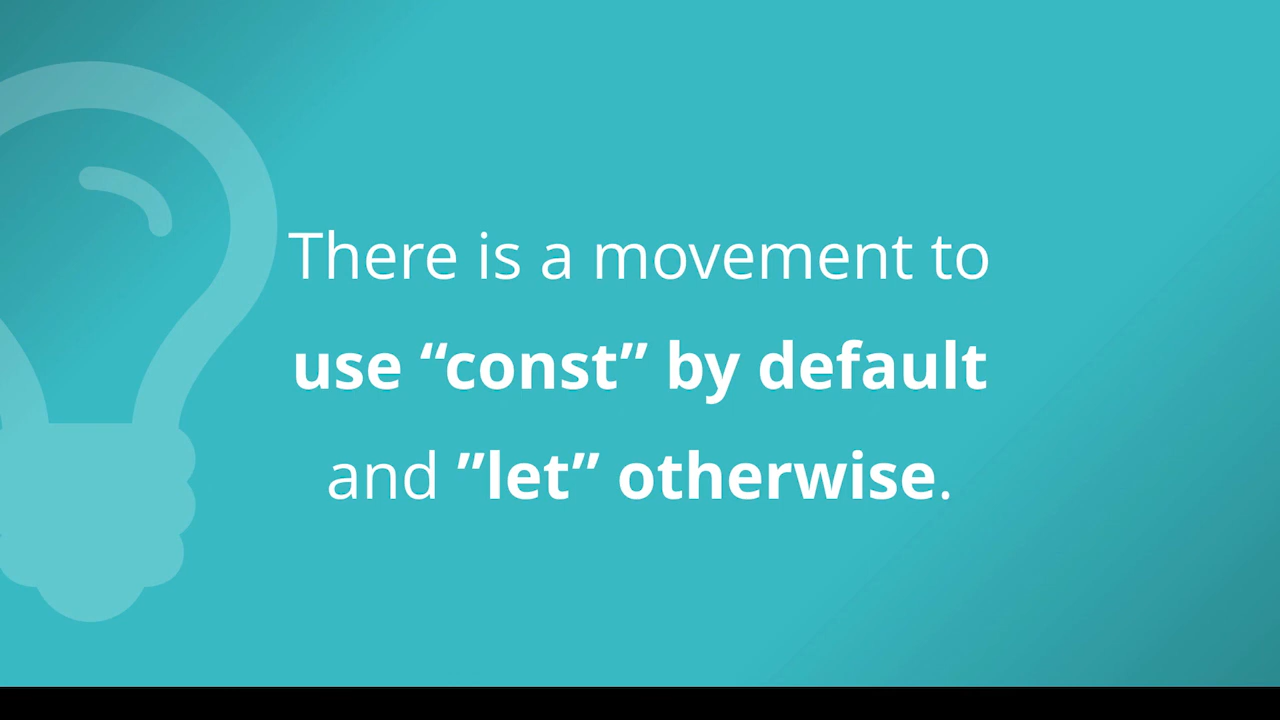 There is a movement to
use “const” by default
and ”let” otherwise.